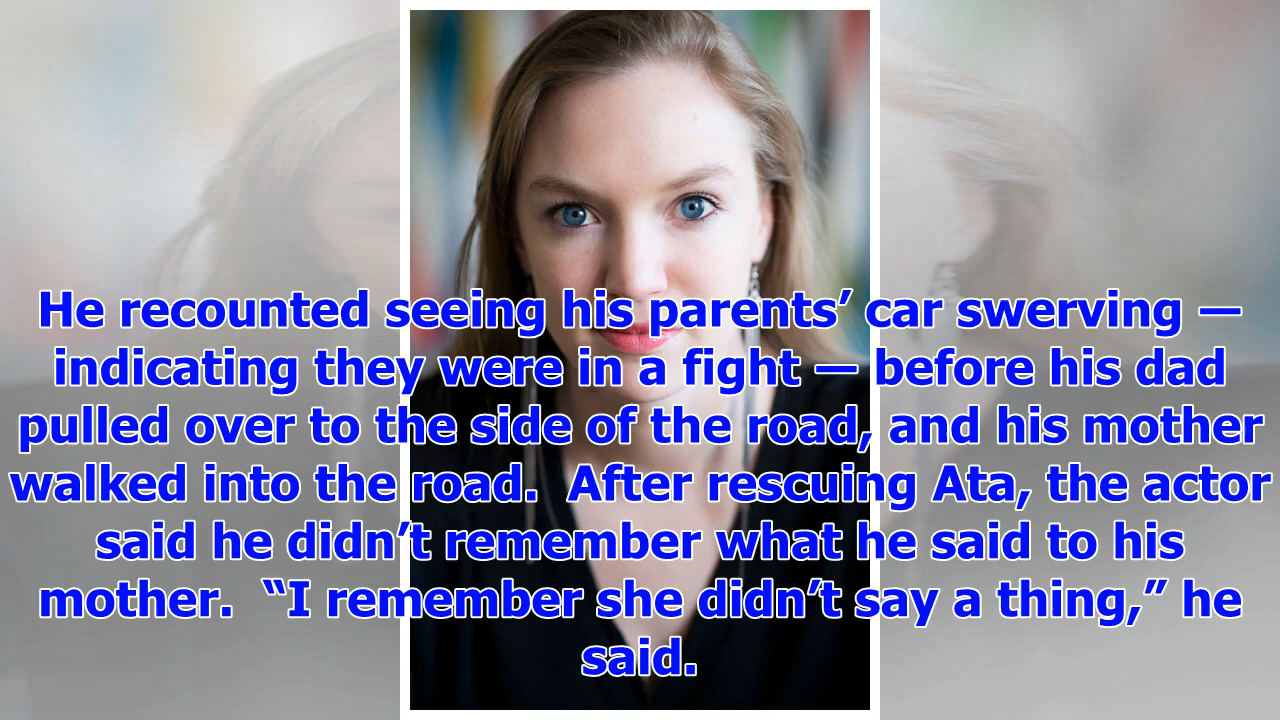 He recounted seeing his parents’ car swerving —
indicating they were in a fight — before his dad
pulled over to the side of the road, and his mother
walked into the road.  After rescuing Ata, the actor
said he didn’t remember what he said to his
mother.  “I remember she didn’t say a thing,” he
said.